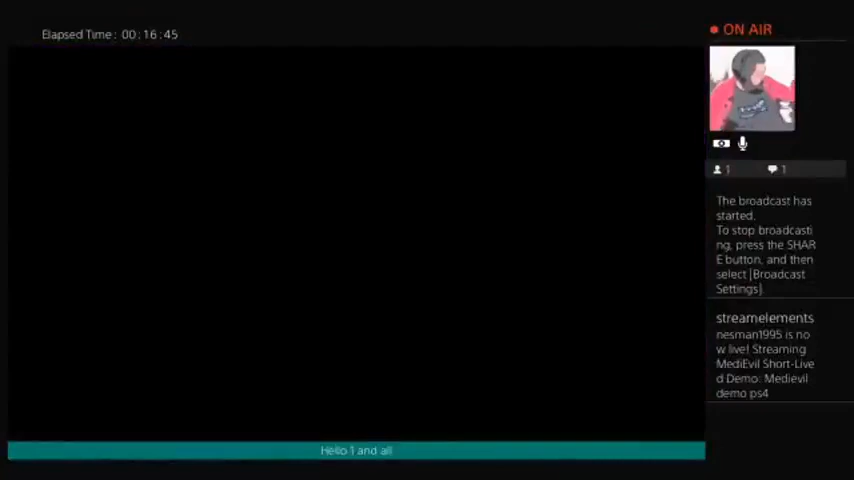 Elapsed Time: 00:16:45
ON AIR
1
1
The broadcast has
started.
To stop broadcasti
ng, press the SHAR
E button, and then
select [Broadcast
Settings].
streamelements
nesman1995 is no
w live! Streaming
MediEvil Short-Live
d Demo: Medievil
demo ps4
Hello 1 and all